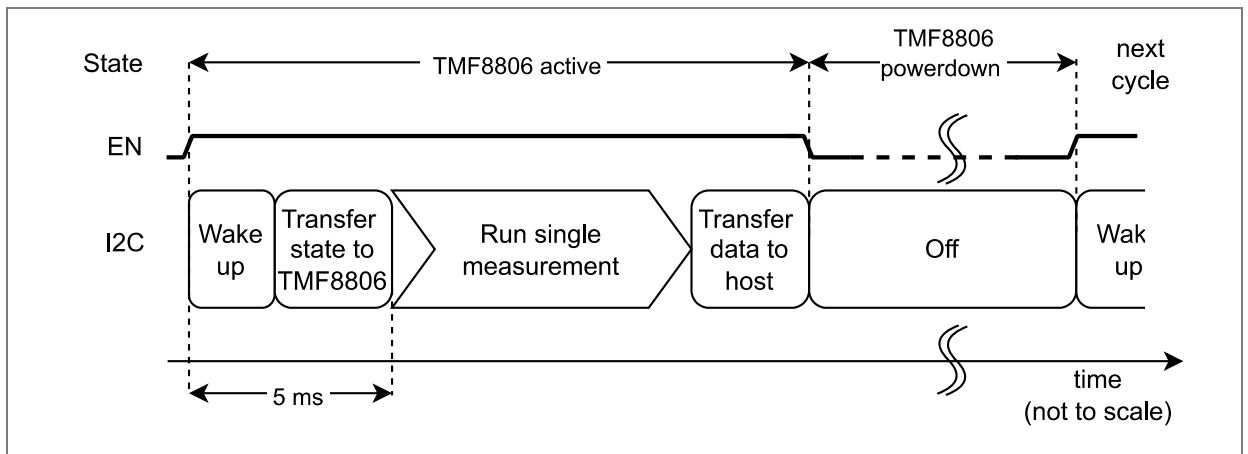 State
TMF8806 active
TMF8806
powerdown
next
cycle
EN
I2C
Wake
up
Transfer
state to
TMF8806
Run single
measurement
Transfer
data to
host
Off
Wak
up
5 ms
time
(not to scale)